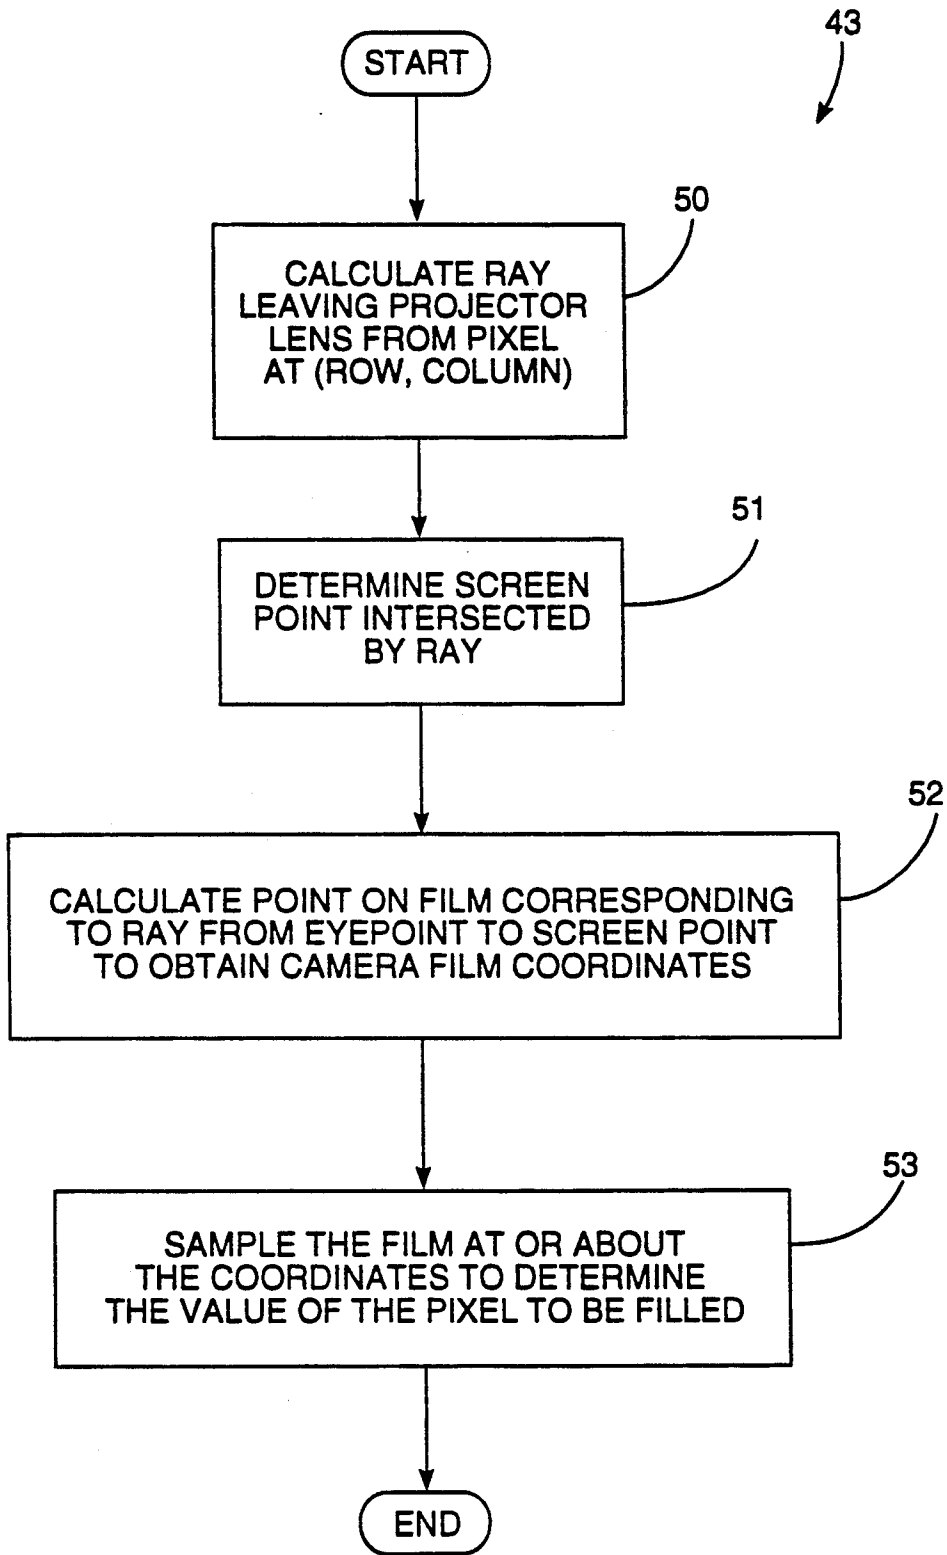 43
START
50
CALCULATE RAY
LEAVING PROJECTOR
LENS FROM PIXEL
AT (ROW, COLUMN)
51
DETERMINE SCREEN
POINT INTERSECTED
BY RAY
52
CALCULATE POINT ON FILM CORRESPONDING
TO RAY FROM EYEPOINT TO SCREEN POINT
TO OBTAIN CAMERA FILM COORDINATES
53
SAMPLE THE FILM AT OR ABOUT
THE COORDINATES TO DETERMINE
THE VALUE OF THE PIXEL TO BE FILLED
END